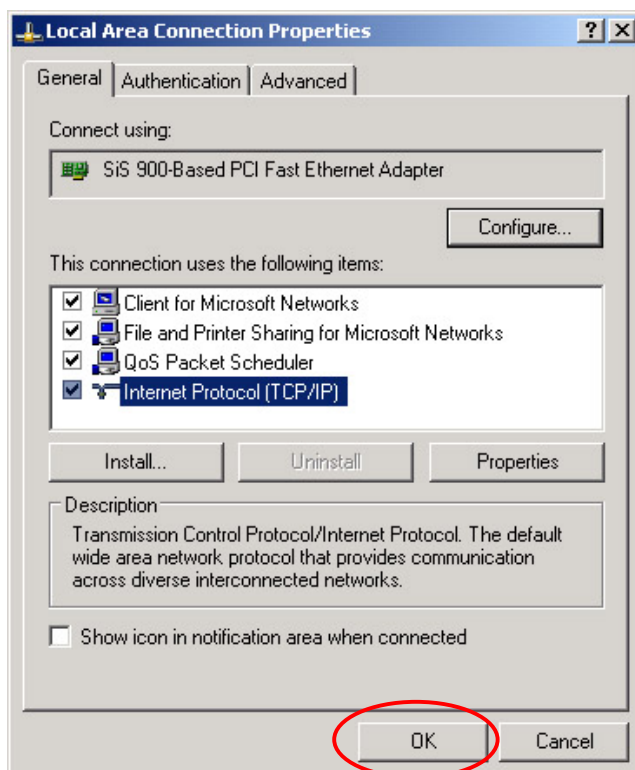 Local Area Connection Properties
General Authentication Advanced
Connect using:
SiS 900-Based PCI Fast Ethernet Adapter
Configure...
This connection uses the following items:
Client for Microsoft Networks
File and Printer Sharing for Microsoft Networks
QoS Packet Scheduler
Internet Protocol (TCP/IP)
Install... Uninstall Properties
Description
Transmission Control Protocol/Internet Protocol. The default
wide area network protocol that provides communication
across diverse interconnected networks.
Show icon in notification area when connected
OK Cancel